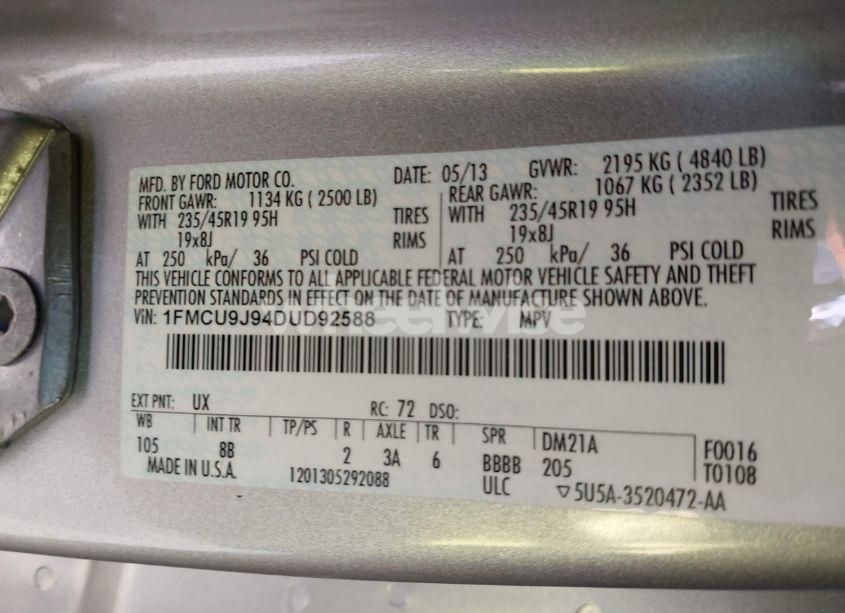 MFD. BY FORD MOTOR CO. DATE: 05/13 GVWR: 2195 KG ( 4840 LB)
FRONT GAWR: 1134 KG ( 2500 LB) REAR GAWR: 1067 KG ( 2352 LB)
WITH 235/45R19 95H TIRES WITH 235/45R19 95H TIRES
19x8J RIMS 19x8J RIMS
AT 250 kPa/ 36 PSI COLD AT 250 kPa/ 36 PSI COLD
THIS VEHICLE CONFORMS TO ALL APPLICABLE FEDERAL MOTOR VEHICLE SAFETY AND THEFT
PREVENTION STANDARDS IN EFFECT ON THE DATE OF MANUFACTURE SHOWN ABOVE.
VIN: 1FMCU9J94DUD92588 TYPE: MPV
EXT PNT: UX RC: 72 DSO:
WB INT TR TP/PS R AXLE TR SPR DM21A F0016
105 8B 2 3A 6 BBBB 205 T0108
MADE IN U.S.A. 1201305292088 ULC ▽5U5A-3520472-AA